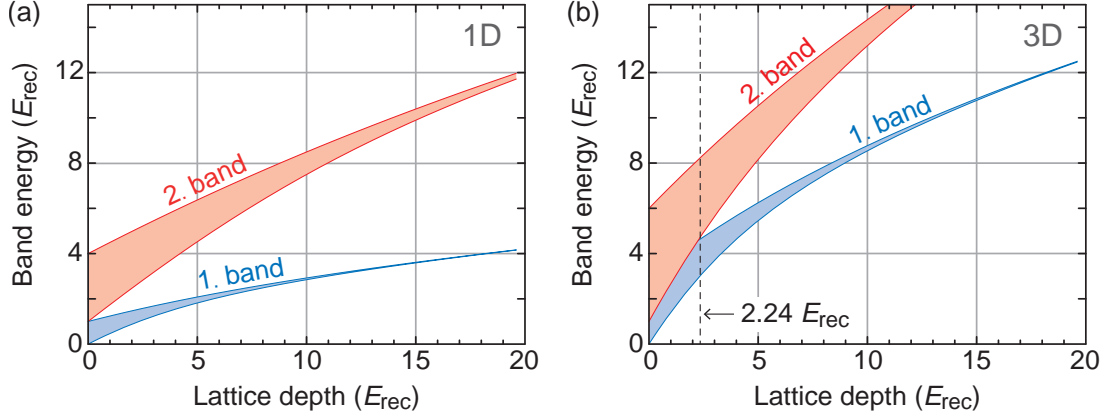 (a)
1D
Band energy (Erec)
12
8
4
0
2. band
1. band
0 5 10 15 20
Lattice depth (Erec)
(b)
3D
Band energy (Erec)
12
8
4
0
2. band
1. band
2.24 Erec
0 5 10 15 20
Lattice depth (Erec)